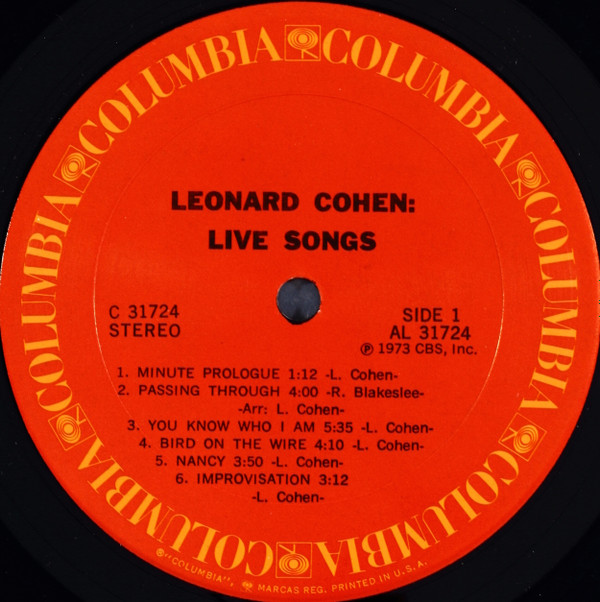 COLUMBIA COLUMBIA COLUMBIA COLUMBIA COLUMBIA COLUMBIA COLUMBIA COLUMBIA
LEONARD COHEN:
LIVE SONGS
C 31724
STEREO
SIDE 1
AL 31724
℗ 1973 CBS, Inc.
1. MINUTE PROLOGUE 1:12 -L. Cohen-
2. PASSING THROUGH 4:00 -R. Blakeslee-
-Arr: L. Cohen-
3. YOU KNOW WHO I AM 5:35 -L. Cohen-
4. BIRD ON THE WIRE 4:10 -L. Cohen-
5. NANCY 3:50 -L. Cohen-
6. IMPROVISATION 3:12
-L. Cohen-
®"COLUMBIA", MARCAS REG. PRINTED IN U.S.A.